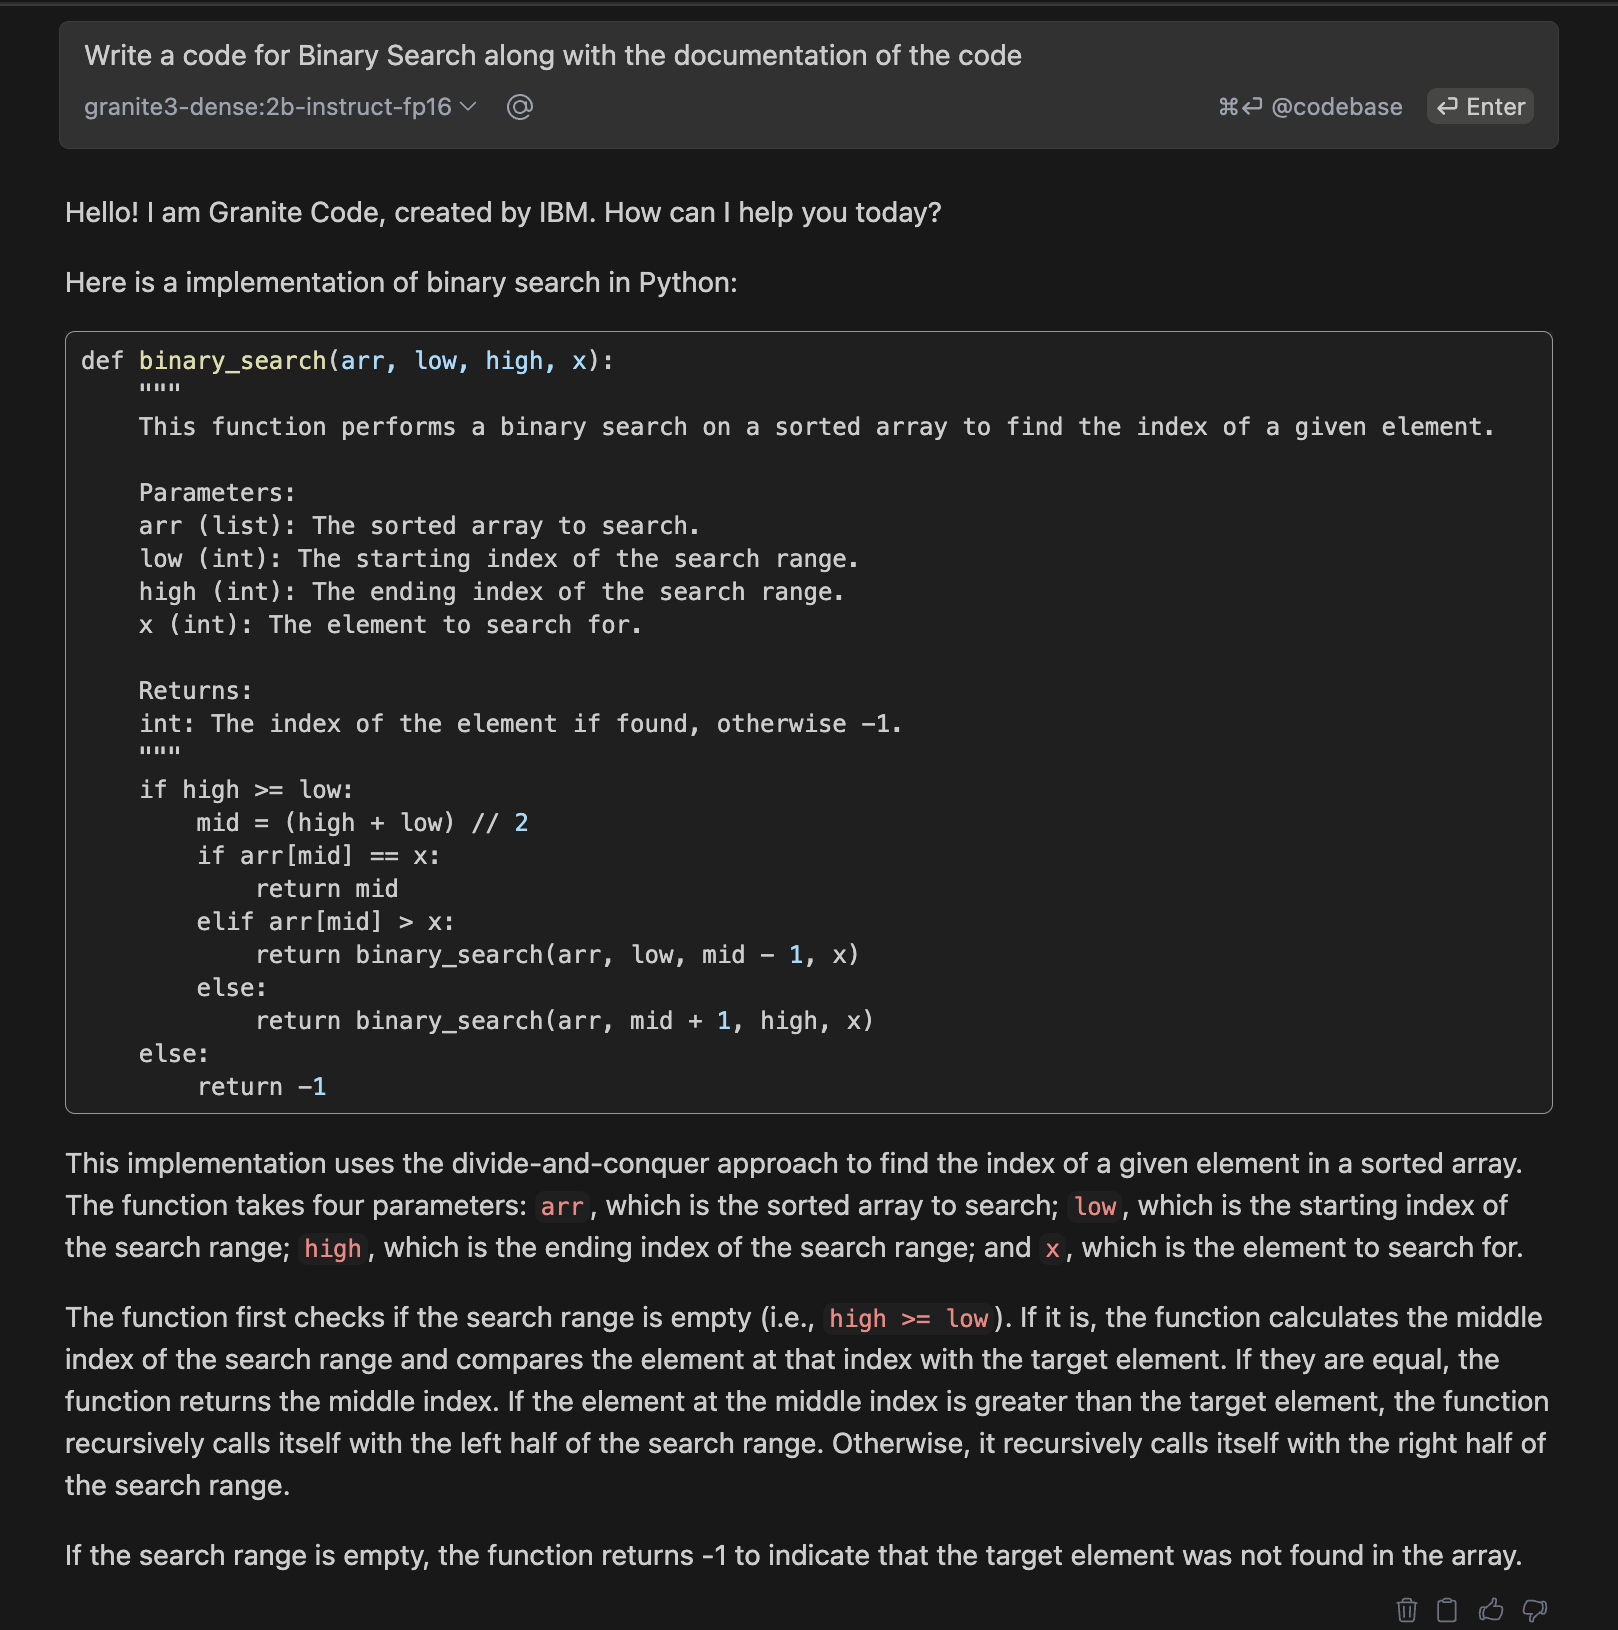 Write a code for Binary Search along with the documentation of the code
granite3-dense:2b-instruct-fp16 @ ⌘⏎ @codebase ⏎ Enter
Hello! I am Granite Code, created by IBM. How can I help you today?
Here is a implementation of binary search in Python:
def binary_search(arr, low, high, x):
    """
    This function performs a binary search on a sorted array to find the index of a given element.

    Parameters:
    arr (list): The sorted array to search.
    low (int): The starting index of the search range.
    high (int): The ending index of the search range.
    x (int): The element to search for.

    Returns:
    int: The index of the element if found, otherwise -1.
    """
    if high >= low:
        mid = (high + low) // 2
        if arr[mid] == x:
            return mid
        elif arr[mid] > x:
            return binary_search(arr, low, mid - 1, x)
        else:
            return binary_search(arr, mid + 1, high, x)
    else:
        return -1
This implementation uses the divide-and-conquer approach to find the index of a given element in a sorted array.
The function takes four parameters: arr, which is the sorted array to search; low, which is the starting index of
the search range; high, which is the ending index of the search range; and x, which is the element to search for.
The function first checks if the search range is empty (i.e., high >= low). If it is, the function calculates the middle
index of the search range and compares the element at that index with the target element. If they are equal, the
function returns the middle index. If the element at the middle index is greater than the target element, the function
recursively calls itself with the left half of the search range. Otherwise, it recursively calls itself with the right half of
the search range.
If the search range is empty, the function returns -1 to indicate that the target element was not found in the array.